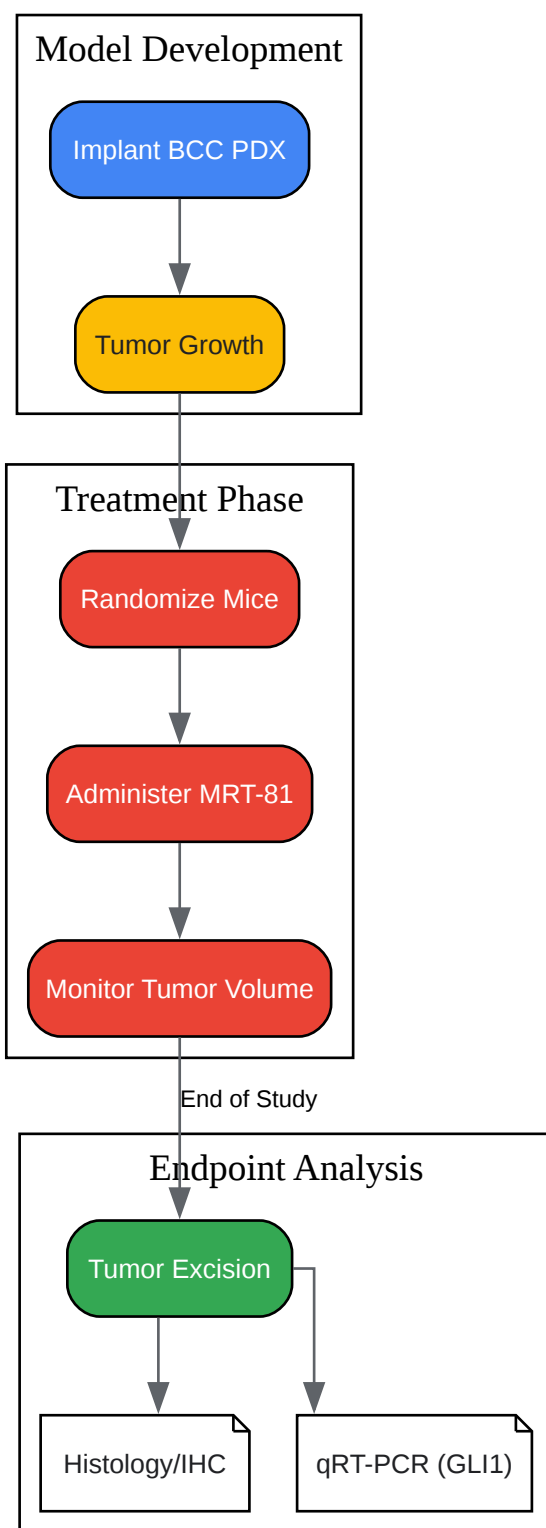 Model Development
Implant BCC PDX
Tumor Growth
Treatment Phase
Randomize Mice
Administer MRT-81
Monitor Tumor Volume
End of Study
Endpoint Analysis
Tumor Excision
Histology/IHC
qRT-PCR (GLI1)